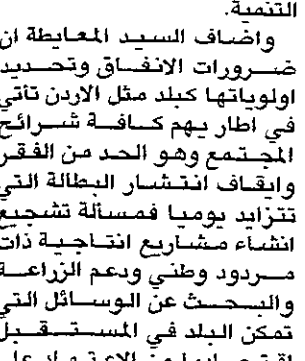 التنمية.
واضاف السيد المعايطة ان
ضرورات الانفاق وتحديد
اولوياتها كبلد مثل الاردن تأتي
في اطار يهم كافة شرائح
المجتمع وهو الحد من الفقر
وايقاف انتشار البطالة التي
تتزايد يوميا فمسألة تشجيع
انشاء مشاريع انتاجية ذات
مردود وطني ودعم الزراعة
والبحث عن الوسائل التي
تمكن البلد في المستقبل